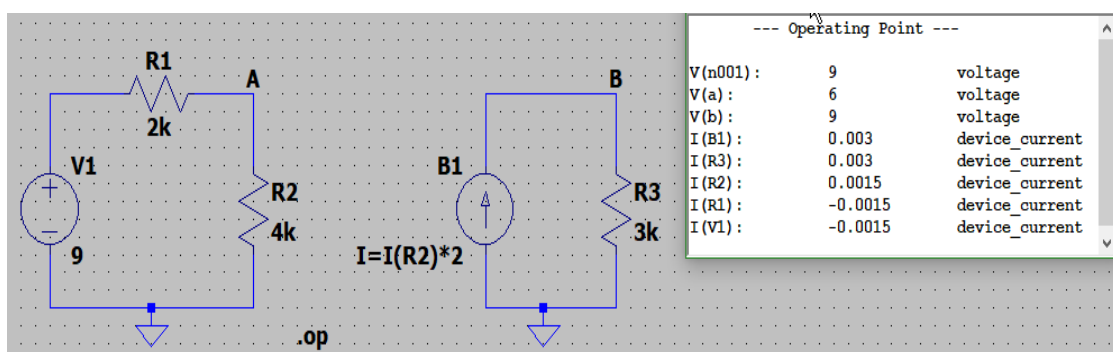 R1
A
2k
V1
R2
4k
9
B
B1
R3
3k
I=I(R2)*2
.op
--- Operating Point ---
V(n001): 9 voltage
V(a): 6 voltage
V(b): 9 voltage
I(B1): 0.003 device_current
I(R3): 0.003 device_current
I(R2): 0.0015 device_current
I(R1): -0.0015 device_current
I(V1): -0.0015 device_current